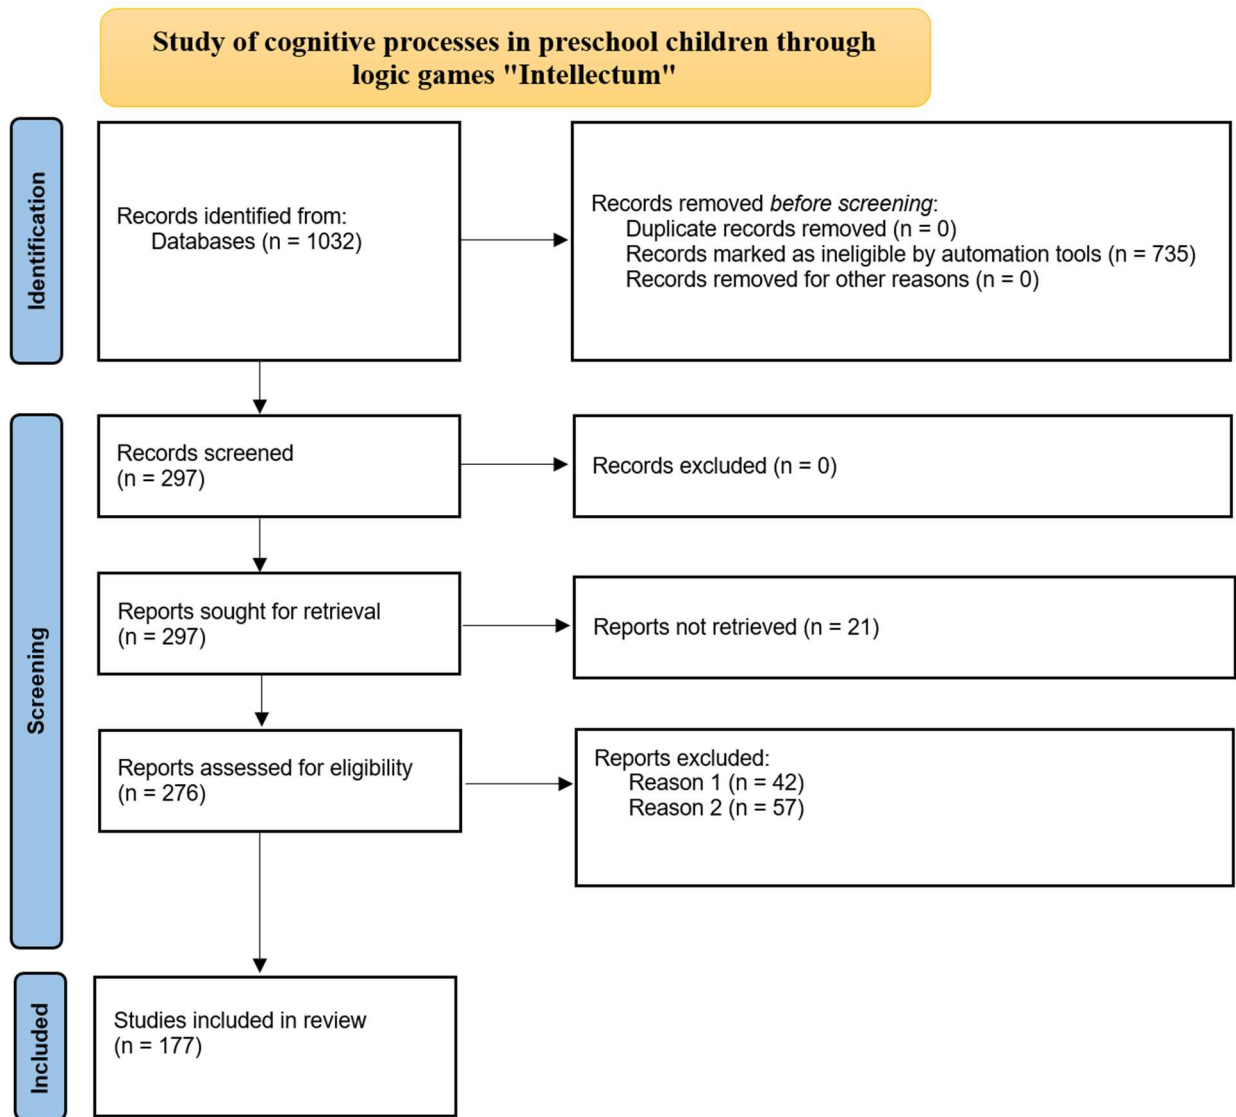 Study of cognitive processes in preschool children through
logic games "Intellectum"
Identification
Records identified from:
Databases (n = 1032)
Records removed before screening:
Duplicate records removed (n = 0)
Records marked as ineligible by automation tools (n = 735)
Records removed for other reasons (n = 0)
Screening
Records screened
(n = 297)
Records excluded (n = 0)
Reports sought for retrieval
(n = 297)
Reports not retrieved (n = 21)
Reports assessed for eligibility
(n = 276)
Reports excluded:
Reason 1 (n = 42)
Reason 2 (n = 57)
Included
Studies included in review
(n = 177)